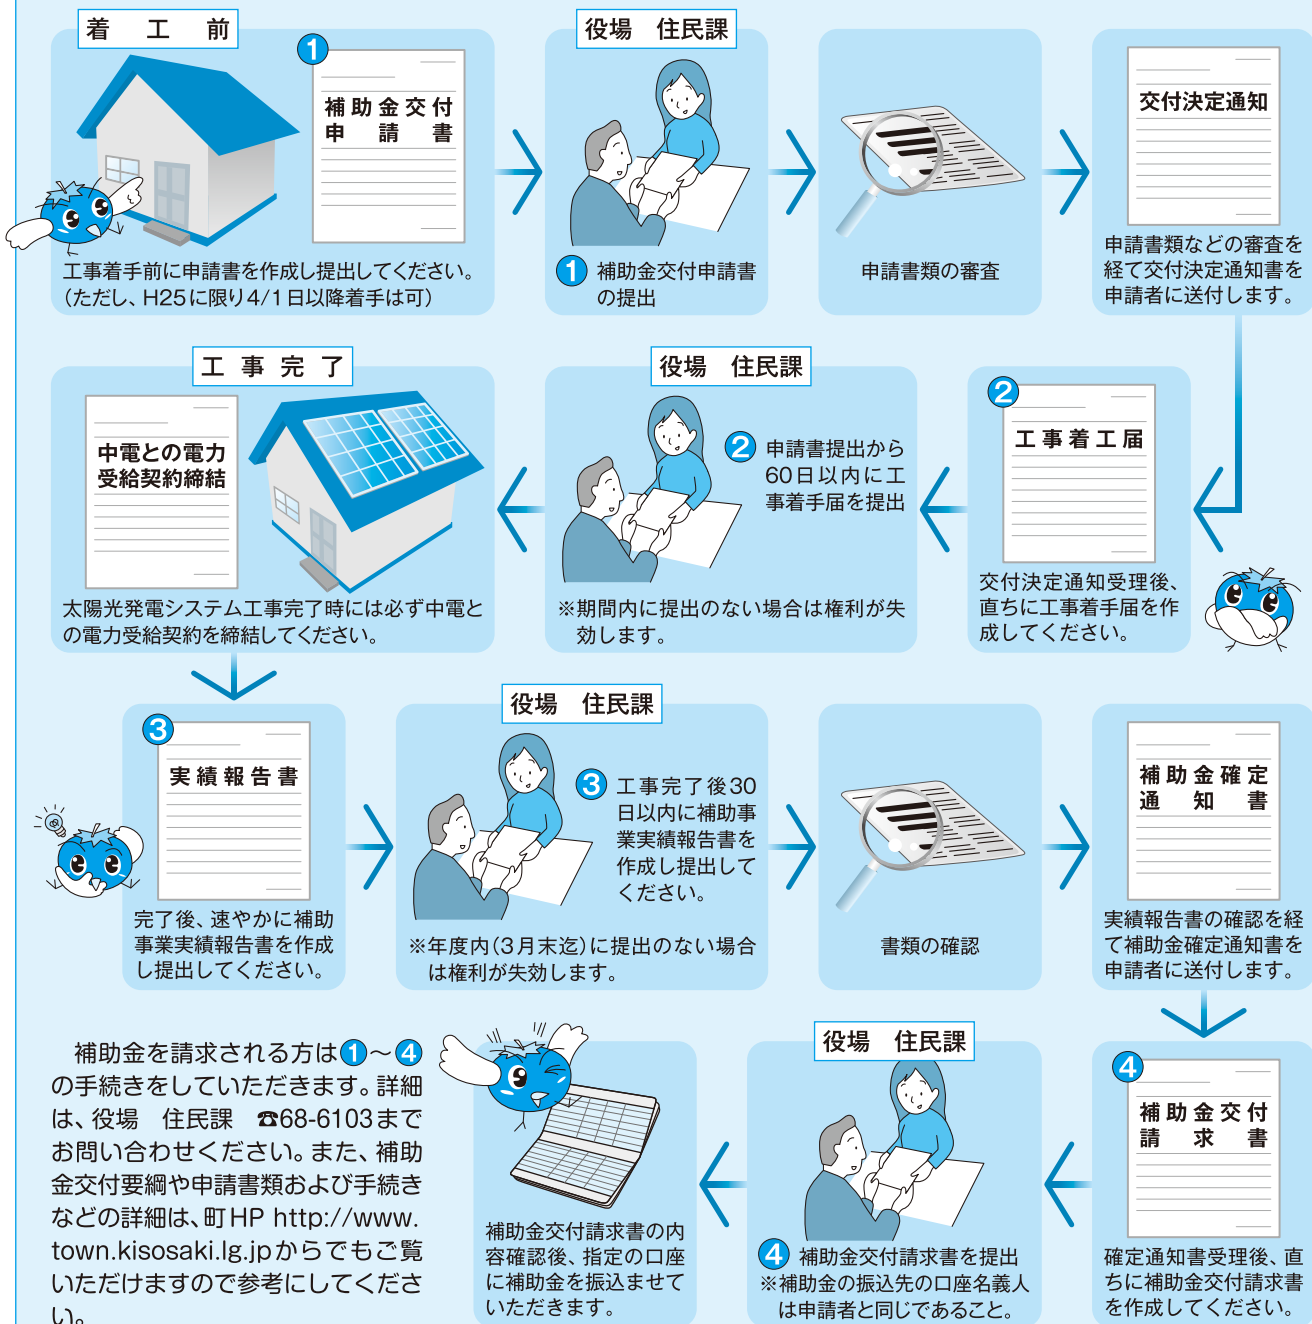 着工前
①
補助金交付
申請書
工事着手前に申請書を作成し提出してください。
(ただし、H25に限り4/1日以降着手は可)
役場　住民課
① 補助金交付申請書
の提出
申請書類の審査
交付決定通知
申請書類などの審査を
経て交付決定通知書を
申請者に送付します。
②
工事着工届
交付決定通知受理後、
直ちに工事着手届を作
成してください。
役場　住民課
② 申請書提出から
60日以内に工
事着手届を提出
※期間内に提出のない場合は権利が失
効します。
工事完了
中電との電力
受給契約締結
太陽光発電システム工事完了時には必ず中電と
の電力受給契約を締結してください。
③
実績報告書
完了後、速やかに補助
事業実績報告書を作成
し提出してください。
役場　住民課
③ 工事完了後30
日以内に補助事
業実績報告書を
作成し提出して
ください。
※年度内(3月末迄)に提出のない場合
は権利が失効します。
書類の確認
補助金確定
通知書
実績報告書の確認を経
て補助金確定通知書を
申請者に送付します。
④
補助金交付
請求書
確定通知書受理後、直
ちに補助金交付請求書
を作成してください。
役場　住民課
④ 補助金交付請求書を提出
※補助金の振込先の口座名義人
は申請者と同じであること。
補助金交付請求書の内
容確認後、指定の口座
に補助金を振込ませて
いただきます。
補助金を請求される方は①～④
の手続きをしていただきます。詳細
は、役場　住民課　☎68-6103まで
お問い合わせください。また、補助
金交付要綱や申請書類および手続き
などの詳細は、町HP http://www.
town.kisosaki.lg.jpからでもご覧
いただけますので参考にしてくださ
い。